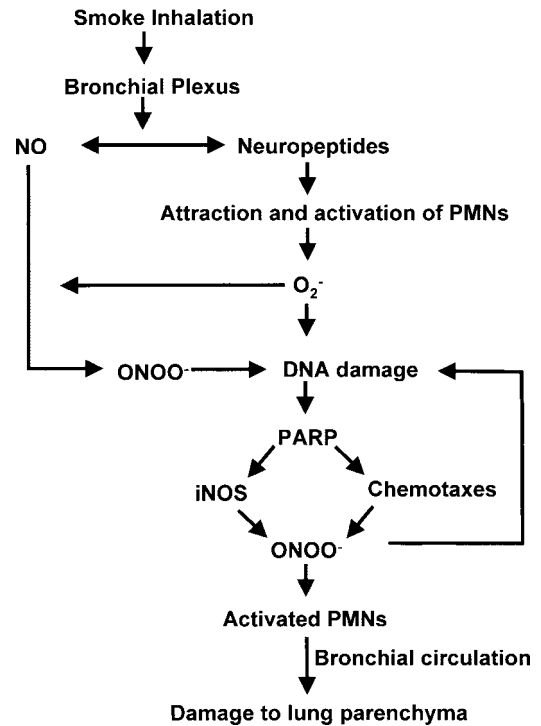 Smoke Inhalation
Bronchial Plexus
NO
Neuropeptides
Attraction and activation of PMNs
O₂⁻
ONOO⁻
DNA damage
PARP
iNOS
Chemotaxes
ONOO⁻
Activated PMNs
Bronchial circulation
Damage to lung parenchyma